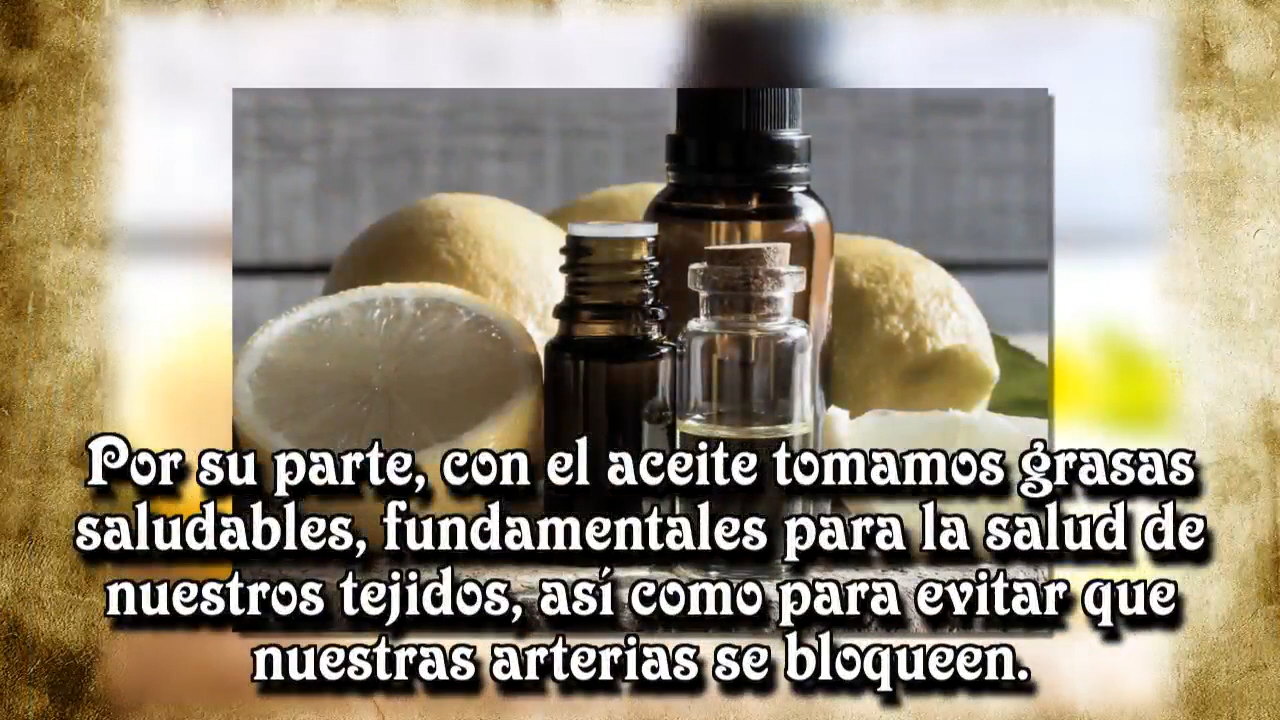 Por su parte, con el aceite tomamos grasas
saludables, fundamentales para la salud de
nuestros tejidos, así como para evitar que
nuestras arterias se bloqueen.